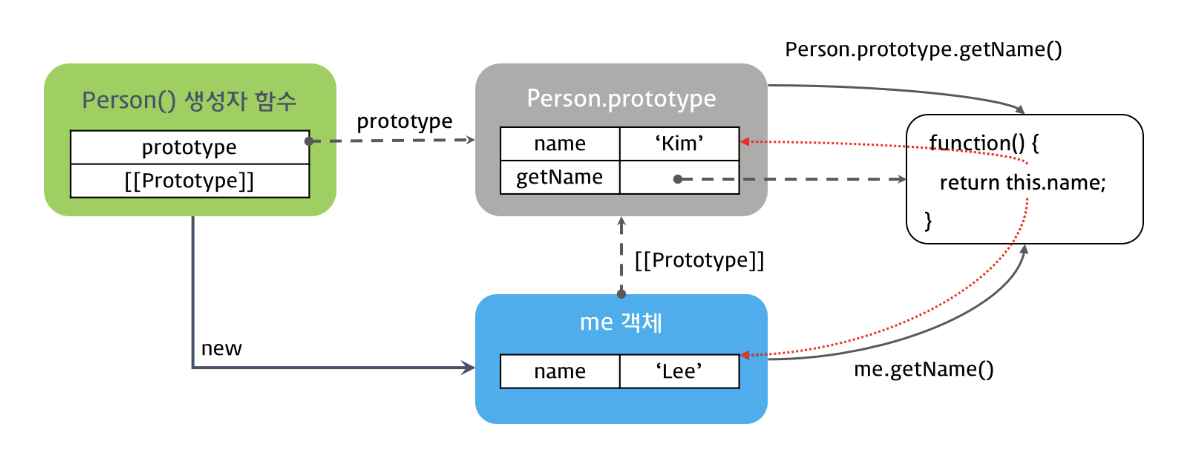 Person.prototype.getName()
Person() 생성자 함수
prototype
[[Prototype]]
prototype
Person.prototype
name ‘Kim’
getName
function() {
return this.name;
}
[[Prototype]]
new
me 객체
name ‘Lee’
me.getName()